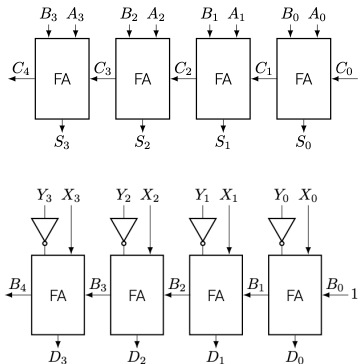 B₃ A₃ B₂ A₂ B₁ A₁ B₀ A₀
C₄ FA C₃ FA C₂ FA C₁ FA C₀
S₃ S₂ S₁ S₀
Y₃ X₃ Y₂ X₂ Y₁ X₁ Y₀ X₀
B₄ FA B₃ FA B₂ FA B₁ FA B₀ 1
D₃ D₂ D₁ D₀